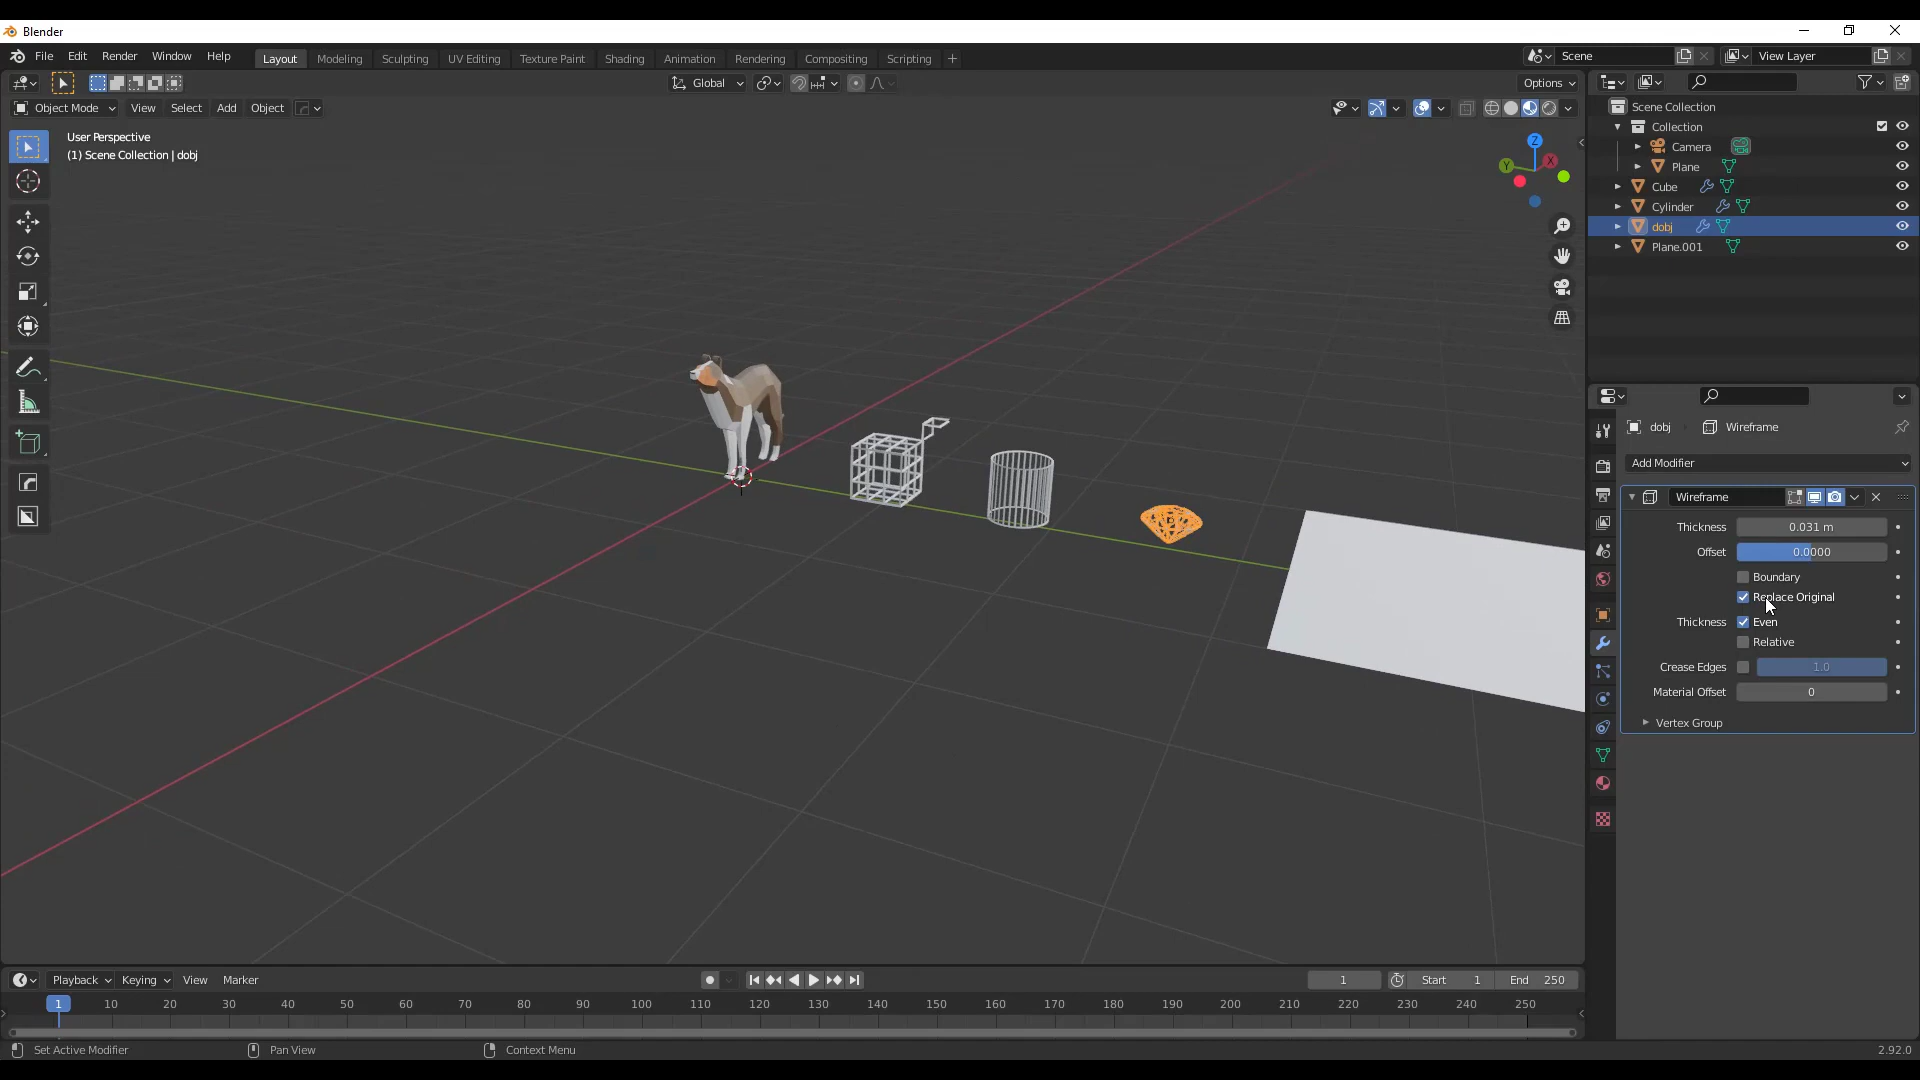 Blender
File Edit Render Window Help Layout Modeling Sculpting UV Editing Texture Paint Shading Animation Rendering Compositing Scripting + Scene View Layer
Global Options
Object Mode View Select Add Object
User Perspective
(1) Scene Collection | dobj
Z
Y X
Scene Collection
Collection
Camera
Plane
Cube
Cylinder
dobj
Plane.001
dobj Wireframe
Add Modifier
Wireframe
Thickness 0.031 m
Offset 0.0000
Boundary
Replace Original
Thickness Even
Relative
Crease Edges 1.0
Material Offset 0
Vertex Group
Playback Keying View Marker 1 Start 1 End 250
1 10 20 30 40 50 60 70 80 90 100 110 120 130 140 150 160 170 180 190 200 210 220 230 240 250
Set Active Modifier Pan View Context Menu 2.92.0